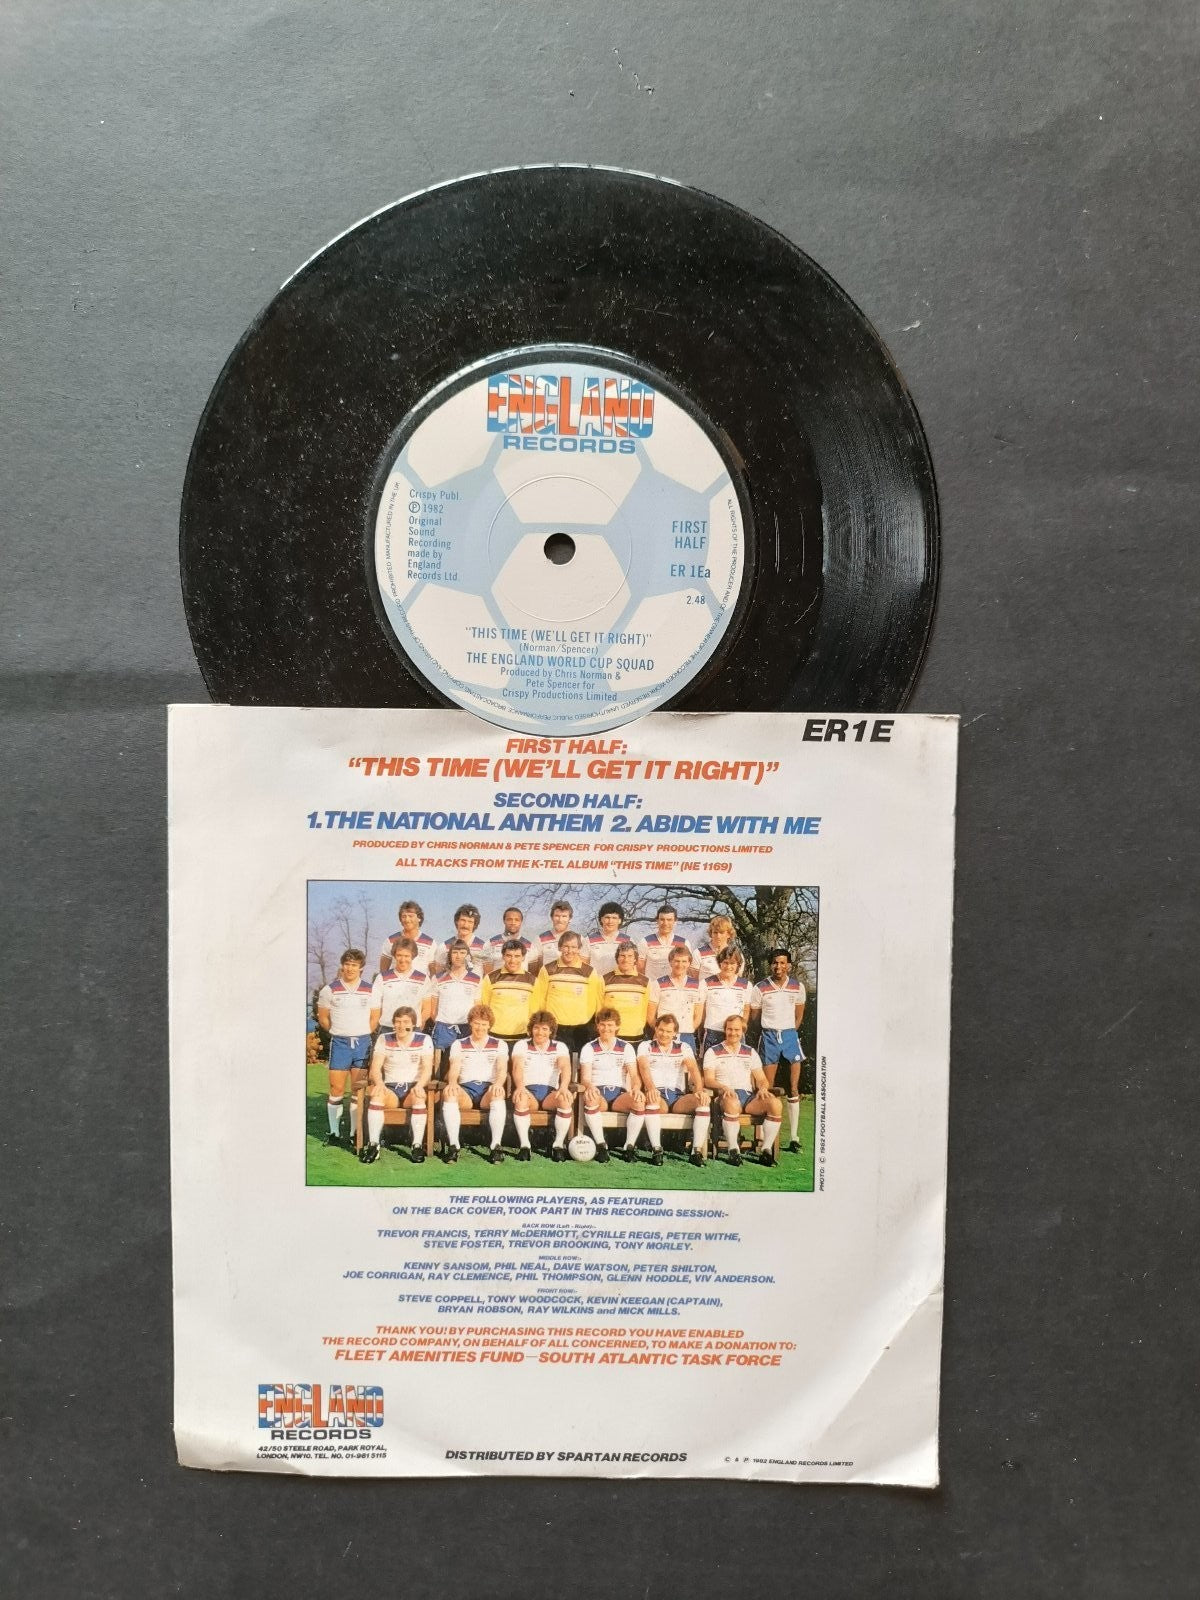 ENGLAND
RECORDS
Crispy Publ.
Ⓟ 1982
Original
Sound
Recording
made by
England
Records Ltd.
FIRST
HALF
ER 1Ea
2.48
"THIS TIME (WE'LL GET IT RIGHT)"
(Norman/Spencer)
THE ENGLAND WORLD CUP SQUAD
Produced by Chris Norman &
Pete Spencer for
Crispy Productions Limited
ER1E
FIRST HALF:
"THIS TIME (WE'LL GET IT RIGHT)"
SECOND HALF:
1. THE NATIONAL ANTHEM 2. ABIDE WITH ME
PRODUCED BY CHRIS NORMAN & PETE SPENCER FOR CRISPY PRODUCTIONS LIMITED
ALL TRACKS FROM THE K-TEL ALBUM "THIS TIME" (NE 1169)
PHOTO: © 1982 FOOTBALL ASSOCIATION
THE FOLLOWING PLAYERS, AS FEATURED
ON THE BACK COVER, TOOK PART IN THIS RECORDING SESSION:-
BACK ROW (Left - Right):-
TREVOR FRANCIS, TERRY McDERMOTT, CYRILLE REGIS, PETER WITHE,
STEVE FOSTER, TREVOR BROOKING, TONY MORLEY.
MIDDLE ROW:-
KENNY SANSOM, PHIL NEAL, DAVE WATSON, PETER SHILTON,
JOE CORRIGAN, RAY CLEMENCE, PHIL THOMPSON, GLENN HODDLE, VIV ANDERSON.
FRONT ROW:-
STEVE COPPELL, TONY WOODCOCK, KEVIN KEEGAN (CAPTAIN),
BRYAN ROBSON, RAY WILKINS and MICK MILLS.
THANK YOU! BY PURCHASING THIS RECORD YOU HAVE ENABLED
THE RECORD COMPANY, ON BEHALF OF ALL CONCERNED, TO MAKE A DONATION TO:
FLEET AMENITIES FUND—SOUTH ATLANTIC TASK FORCE
ENGLAND
RECORDS
42/50 STEELE ROAD, PARK ROYAL,
LONDON, NW10. TEL. NO. 01-961 5115
DISTRIBUTED BY SPARTAN RECORDS
© & P 1982 ENGLAND RECORDS LIMITED